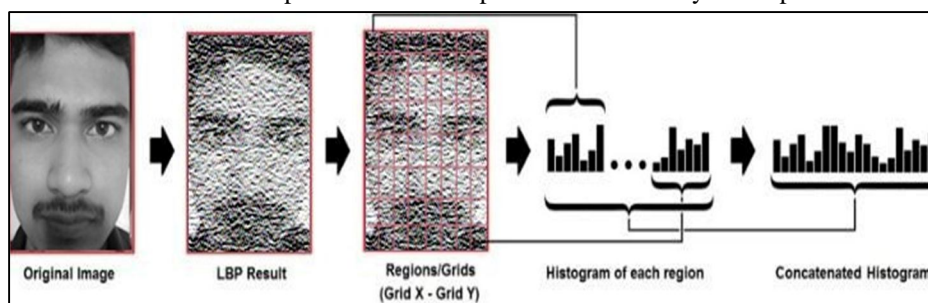 Original Image
LBP Result
Regions/Grids
(Grid X - Grid Y)
Histogram of each region
Concatenated Histogram